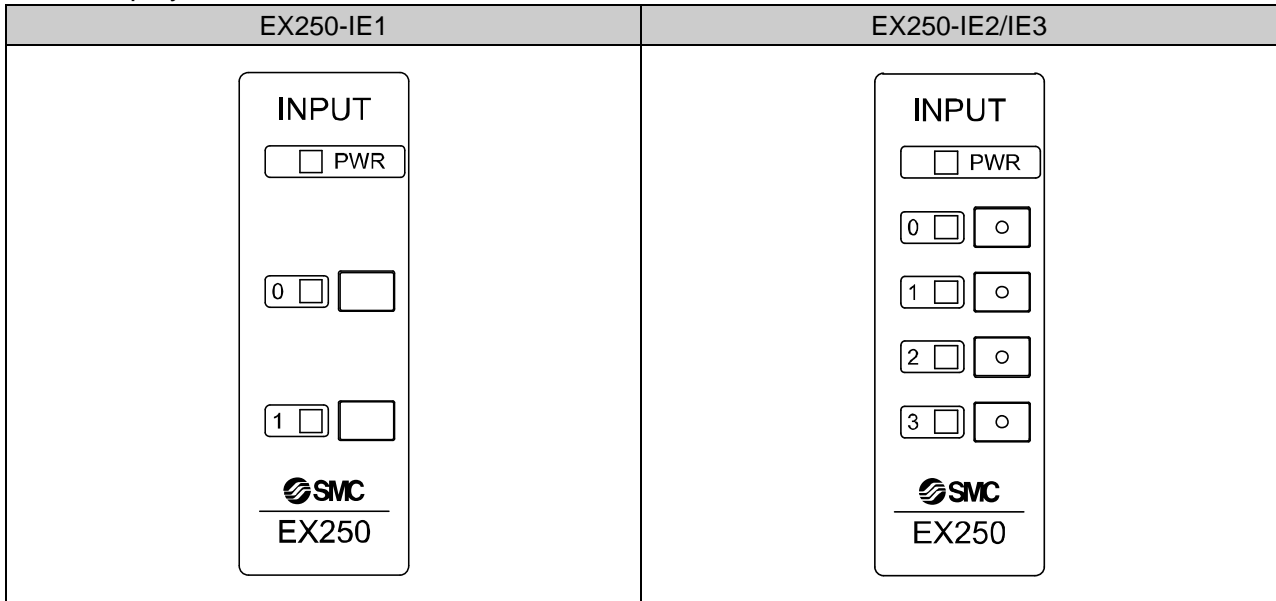 EX250-IE1
EX250-IE2/IE3
INPUT
PWR
0
1
SMC
EX250
INPUT
PWR
0
1
2
3
SMC
EX250